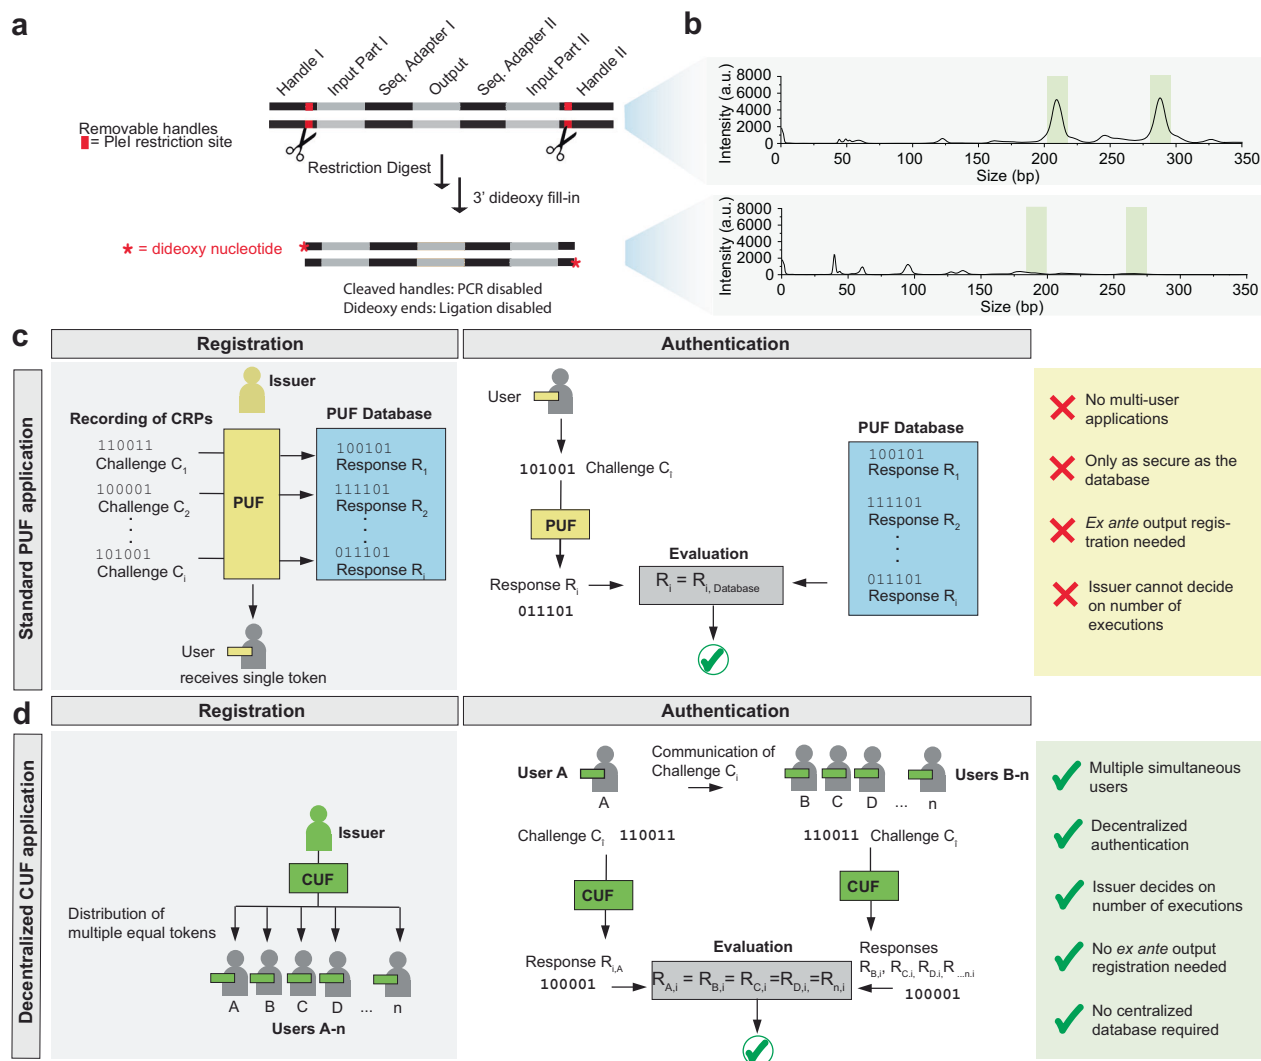 a
Handle I
Input Part I
Seq. Adapter I
Output
Seq. Adapter II
Input Part II
Handle II
Removable handles
= PleI restriction site
Restriction Digest
3' dideoxy fill-in
* = dideoxy nucleotide
*
*
Cleaved handles: PCR disabled
Dideoxy ends: Ligation disabled
b
Intensity (a.u.)
8000
6000
4000
2000
0
0 50 100 150 200 250 300 350
Size (bp)
Intensity (a.u.)
8000
6000
4000
2000
0
0 50 100 150 200 250 300 350
Size (bp)
c
Standard PUF application
Registration
Issuer
Recording of CRPs
PUF Database
110011
Challenge C1
100001
Challenge C2
101001
Challenge Ci
PUF
100101
Response R1
111101
Response R2
011101
Response Ri
User
receives single token
Authentication
User
101001 Challenge Ci
PUF
Response Ri
011101
Evaluation
Ri = Ri, Database
PUF Database
100101
Response R1
111101
Response R2
011101
Response Ri
No multi-user
applications
Only as secure as the
database
Ex ante output regis-
tration needed
Issuer cannot decide
on number of
executions
d
Decentralized CUF application
Registration
Issuer
CUF
Distribution of
multiple equal tokens
A B C D ... n
Users A-n
Authentication
User A
A
Communication of
Challenge Ci
Users B-n
B C D ... n
Challenge Ci 110011
110011 Challenge Ci
CUF
CUF
Response Ri,A
100001
Evaluation
RA,i = RB,i= RC,i =RD,i,=Rn,i
Responses
RB,i, RC,i, RD,i,R...n,i
100001
Multiple simultaneous
users
Decentralized
authentication
Issuer decides on
number of executions
No ex ante output
registration needed
No centralized
database required